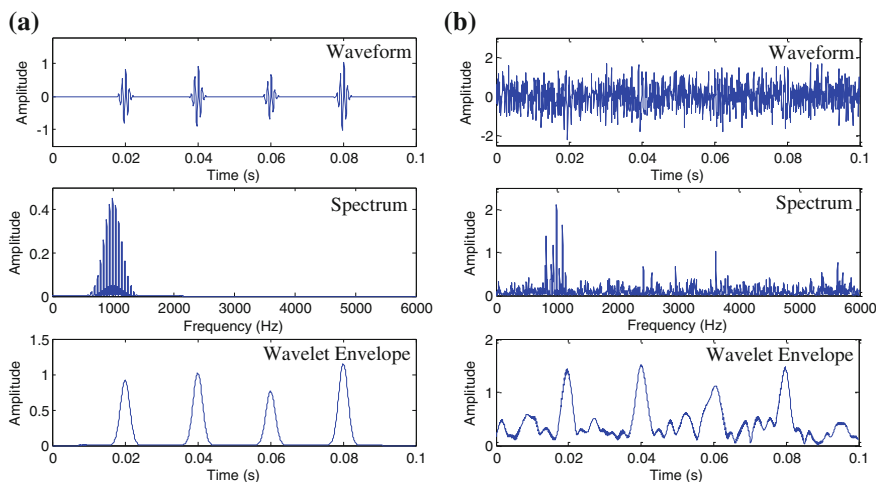 (a)
Waveform
Amplitude
1
0
-1
0 0.02 0.04 0.06 0.08 0.1
Time (s)
Spectrum
Amplitude
0.4
0.2
0
0 1000 2000 3000 4000 5000 6000
Frequency (Hz)
Wavelet Envelope
Amplitude
1.5
1
0.5
0
0 0.02 0.04 0.06 0.08 0.1
Time (s)
(b)
Waveform
Amplitude
2
0
-2
0 0.02 0.04 0.06 0.08 0.1
Time (s)
Spectrum
Amplitude
2
1
0
0 1000 2000 3000 4000 5000 6000
Frequency (Hz)
Wavelet Envelope
Amplitude
2
1
0
0 0.02 0.04 0.06 0.08 0.1
Time (s)